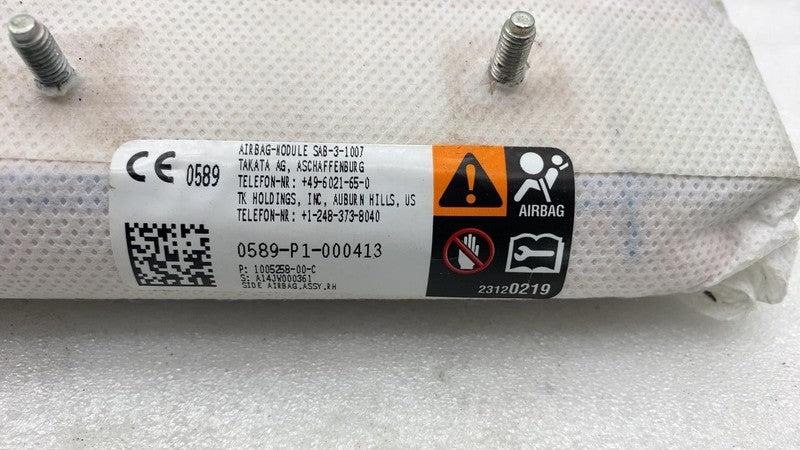 AIRBAG-MODULE SAB-3-1007
TAKATA AG, ASCHAFFENBURG
TELEFON-NR: +49-6021-65-0
TK HOLDINGS, INC, AUBURN HILLS, US
TELEFON-NR: +1-248-373-8040
CE 0589
0589-P1-000413
P: 1005258-00-C
S: A14JW000361
SIDE AIRBAG,ASSY,RH
AIRBAG
23120219